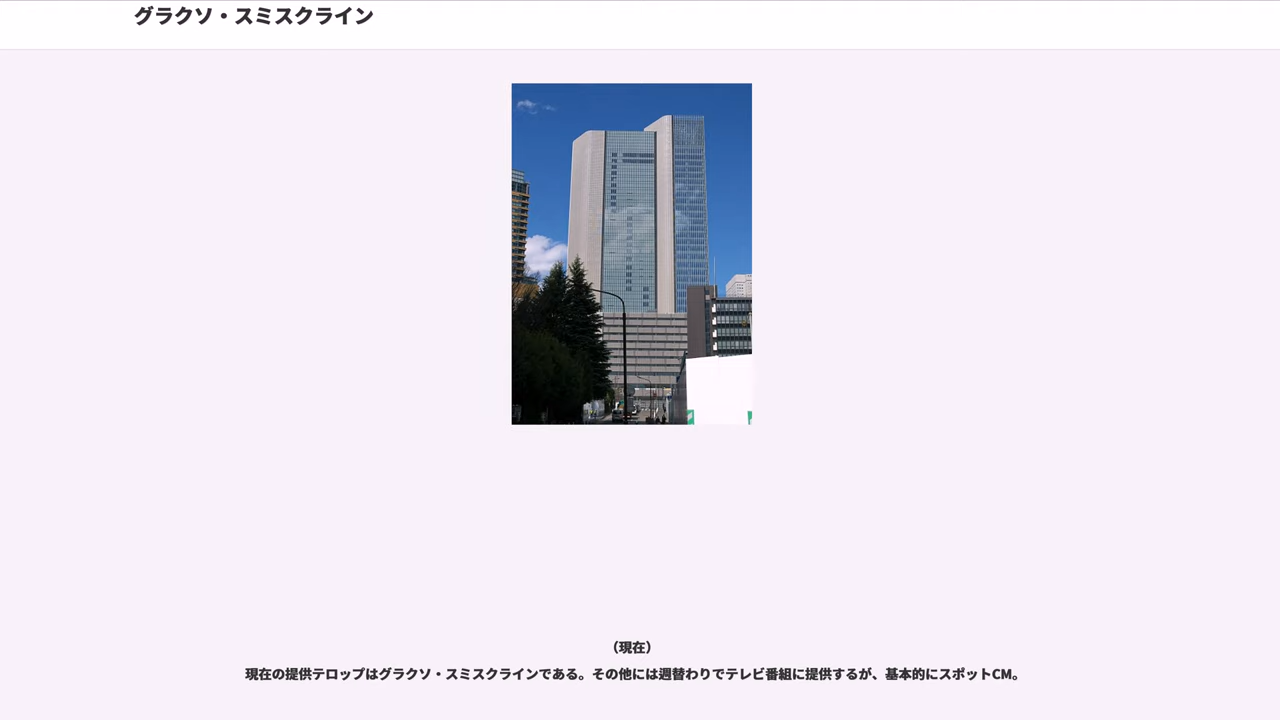 グラクソ・スミスクライン
（現在）
現在の提供テロップはグラクソ・スミスクラインである。その他には週替わりでテレビ番組に提供するが、基本的にスポットCM。